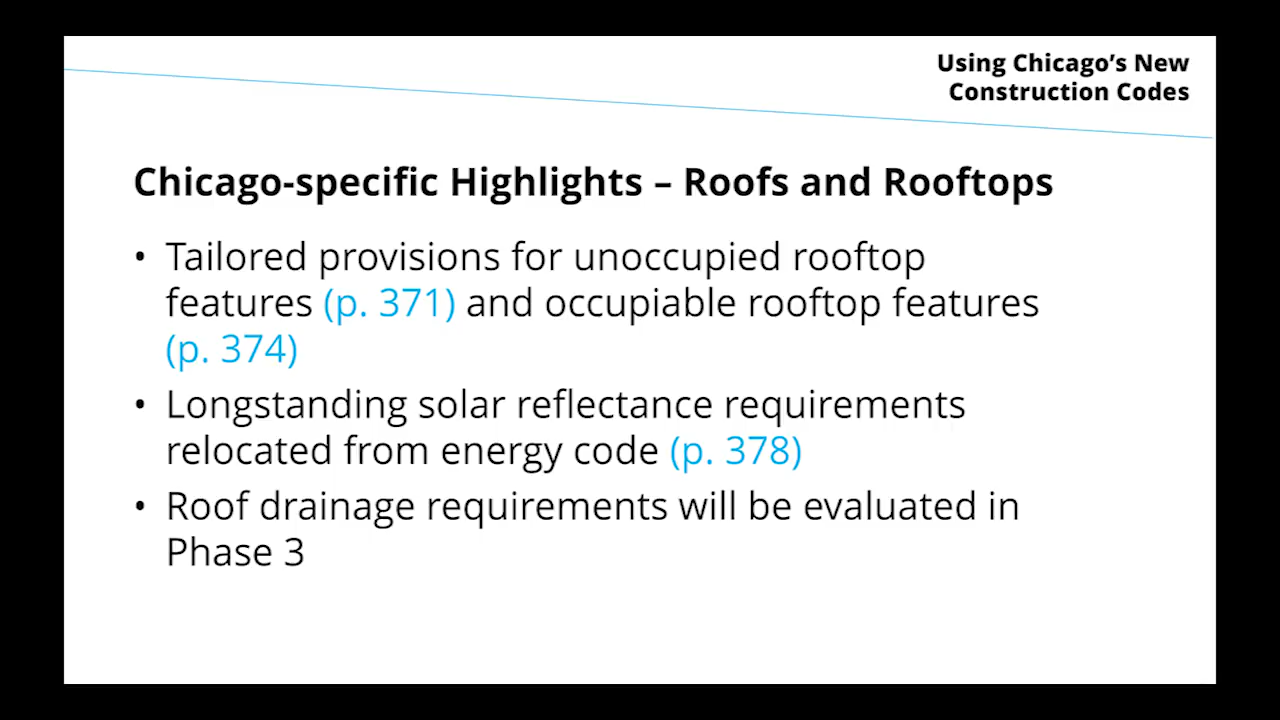 Using Chicago’s New
Construction Codes
Chicago-specific Highlights – Roofs and Rooftops
• Tailored provisions for unoccupied rooftop
features (p. 371) and occupiable rooftop features
(p. 374)
• Longstanding solar reflectance requirements
relocated from energy code (p. 378)
• Roof drainage requirements will be evaluated in
Phase 3